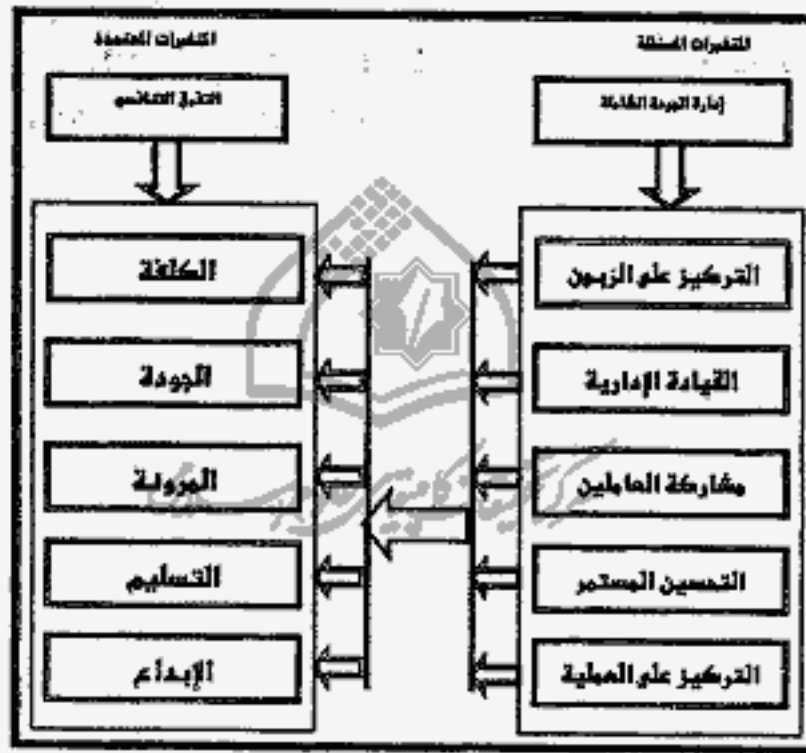 المتغيرات المستقلة
إدارة الجودة الشاملة
التركيز على الزبون
القيادة الإدارية
مشاركة العاملين
التحسين المستمر
التركيز على العملية
المتغيرات المعتمدة
التفوق التنافسي
الكلفة
الجودة
المرونة
التسليم
الإبداع